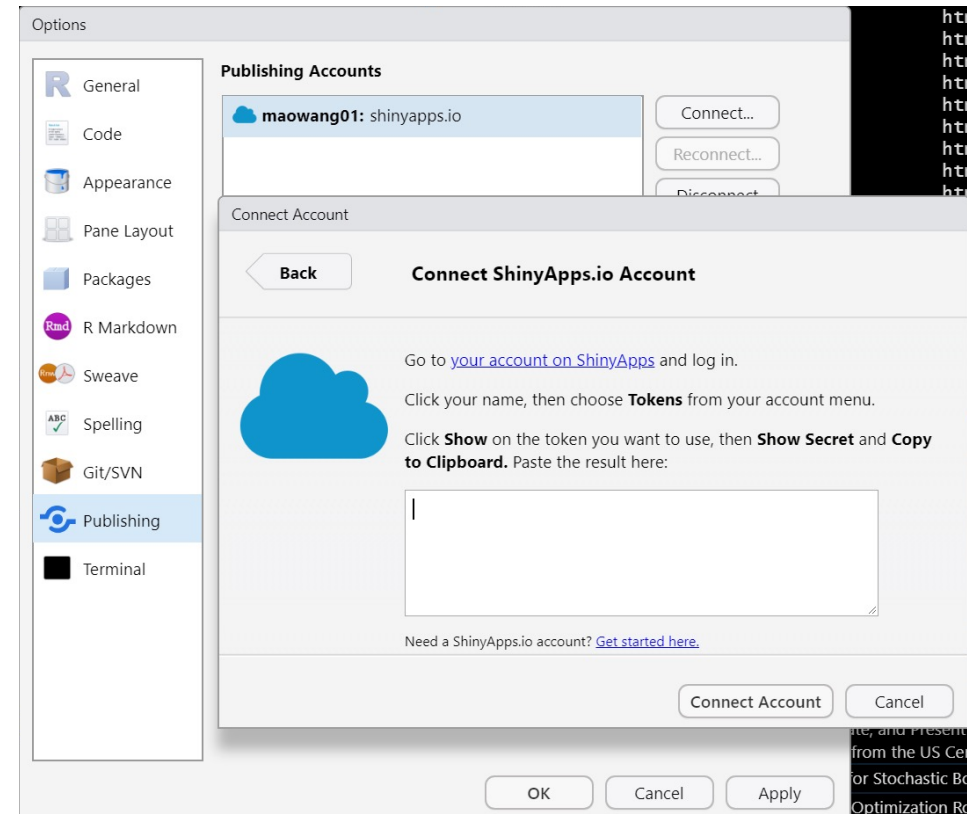 Options
General
Code
Appearance
Pane Layout
Packages
Rmd R Markdown
Sweave
ABC Spelling
Git/SVN
Publishing
Terminal
Publishing Accounts
maowang01: shinyapps.io
Connect...
Reconnect...
Disconnect
Connect Account
Back
Connect ShinyApps.io Account
Go to your account on ShinyApps and log in.
Click your name, then choose Tokens from your account menu.
Click Show on the token you want to use, then Show Secret and Copy
to Clipboard. Paste the result here:
Need a ShinyApps.io account? Get started here.
Connect Account
Cancel
OK
Cancel
Apply
from the US Ce
for Stochastic Bo
Optimization Ro